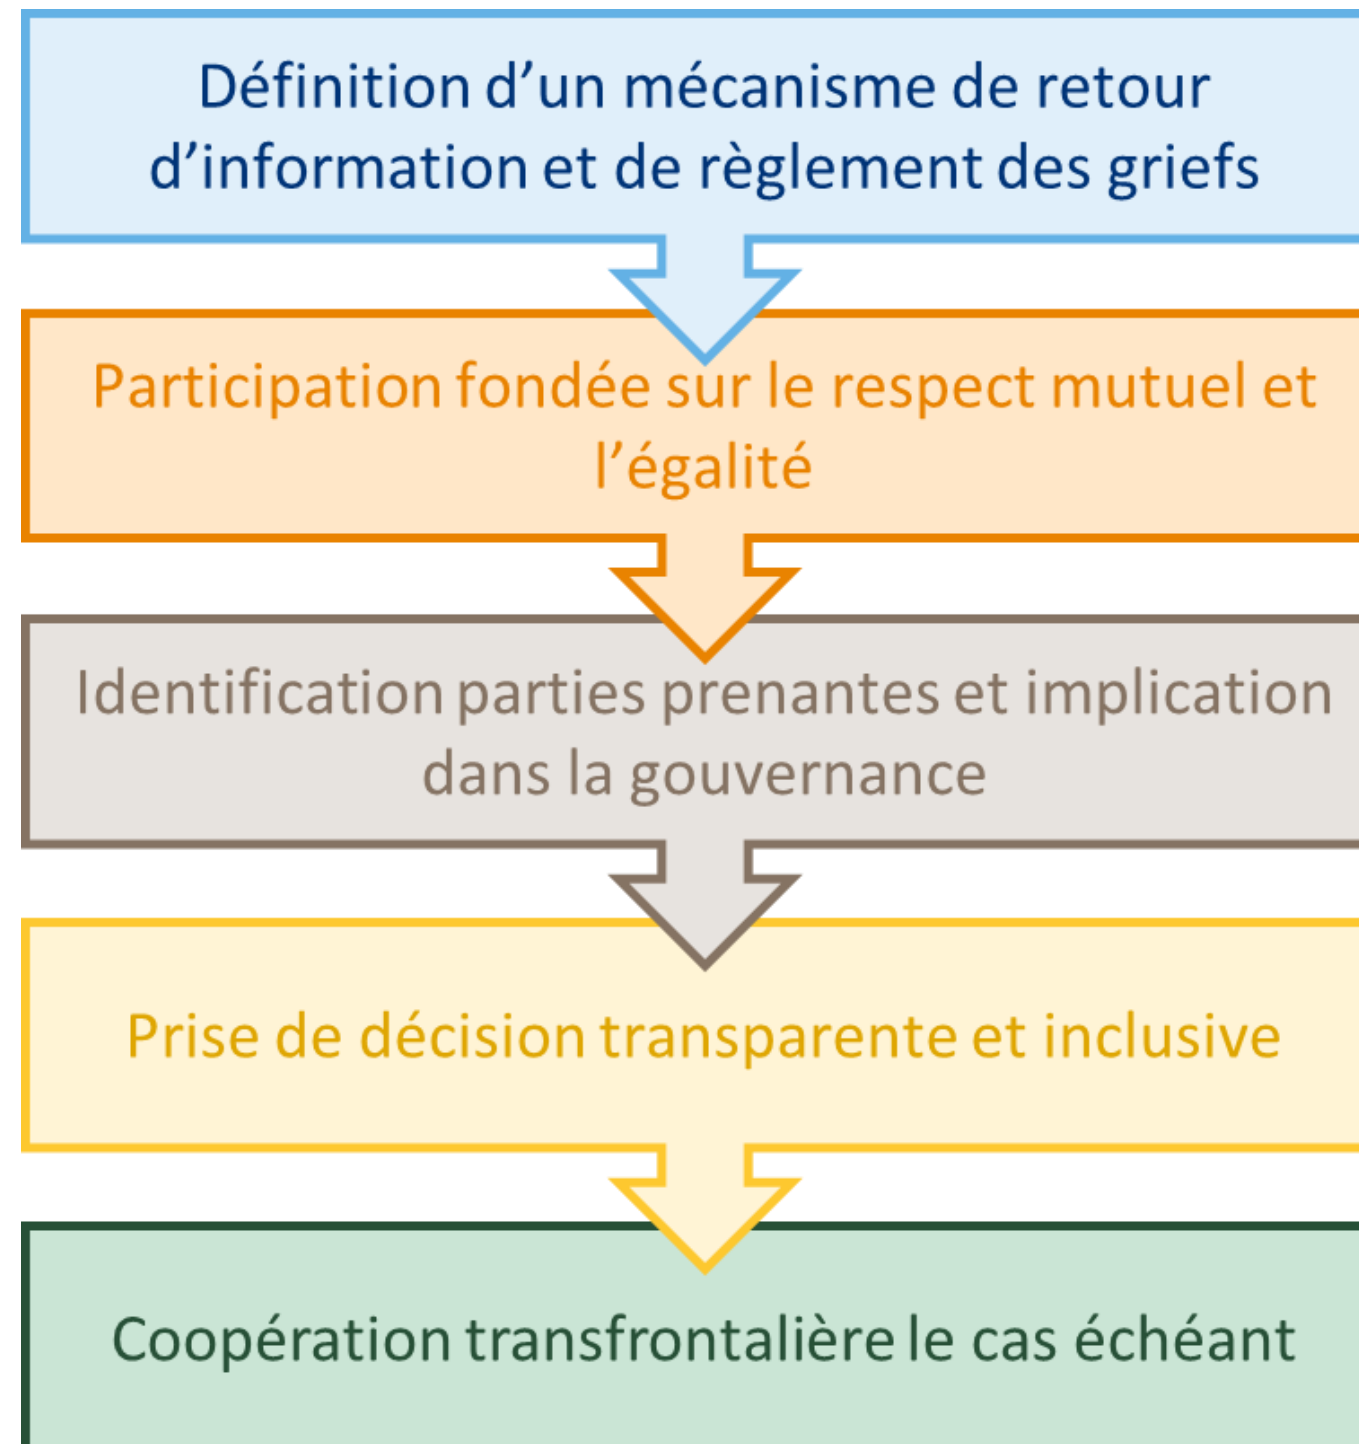 Définition d’un mécanisme de retour
d’information et de règlement des griefs
Participation fondée sur le respect mutuel et
l’égalité
Identification parties prenantes et implication
dans la gouvernance
Prise de décision transparente et inclusive
Coopération transfrontalière le cas échéant